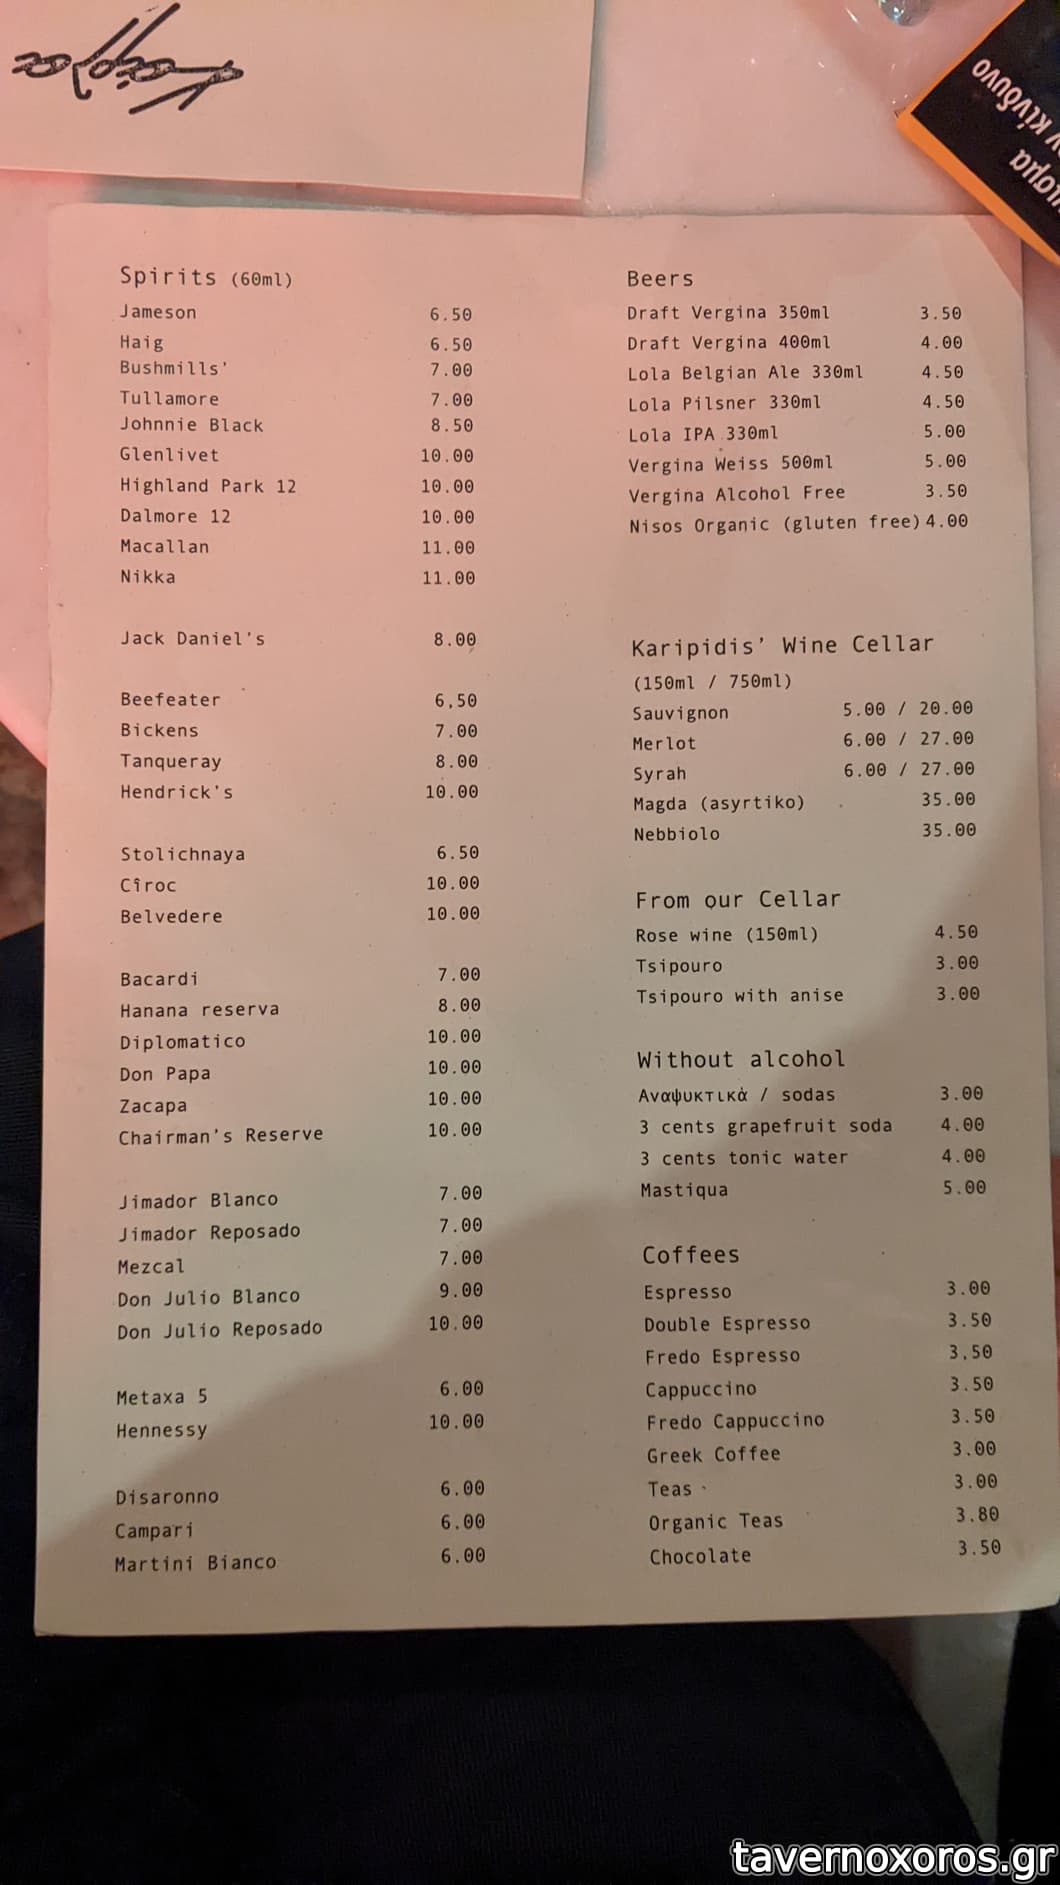 Κάβα
ον κίνδυνο
Spirits (60ml)
Jameson 6.50
Haig 6.50
Bushmills' 7.00
Tullamore 7.00
Johnnie Black 8.50
Glenlivet 10.00
Highland Park 12 10.00
Dalmore 12 10.00
Macallan 11.00
Nikka 11.00
Jack Daniel's 8.00
Beefeater 6,50
Bickens 7.00
Tanqueray 8.00
Hendrick's 10.00
Stolichnaya 6.50
Cîroc 10.00
Belvedere 10.00
Bacardi 7.00
Hanana reserva 8.00
Diplomatico 10.00
Don Papa 10.00
Zacapa 10.00
Chairman's Reserve 10.00
Jimador Blanco 7.00
Jimador Reposado 7.00
Mezcal 7.00
Don Julio Blanco 9.00
Don Julio Reposado 10.00
Metaxa 5 6.00
Hennessy 10.00
Disaronno 6.00
Campari 6.00
Martini Bianco 6.00
Beers
Draft Vergina 350ml 3.50
Draft Vergina 400ml 4.00
Lola Belgian Ale 330ml 4.50
Lola Pilsner 330ml 4.50
Lola IPA 330ml 5.00
Vergina Weiss 500ml 5.00
Vergina Alcohol Free 3.50
Nisos Organic (gluten free) 4.00
Karipidis' Wine Cellar
(150ml / 750ml)
Sauvignon 5.00 / 20.00
Merlot 6.00 / 27.00
Syrah 6.00 / 27.00
Magda (asyrtiko) 35.00
Nebbiolo 35.00
From our Cellar
Rose wine (150ml) 4.50
Tsipouro 3.00
Tsipouro with anise 3.00
Without alcohol
Αναψυκτικά / sodas 3.00
3 cents grapefruit soda 4.00
3 cents tonic water 4.00
Mastiqua 5.00
Coffees
Espresso 3.00
Double Espresso 3.50
Fredo Espresso 3,50
Cappuccino 3.50
Fredo Cappuccino 3.50
Greek Coffee 3.00
Teas 3.00
Organic Teas 3.80
Chocolate 3.50
tavernoxoros.gr